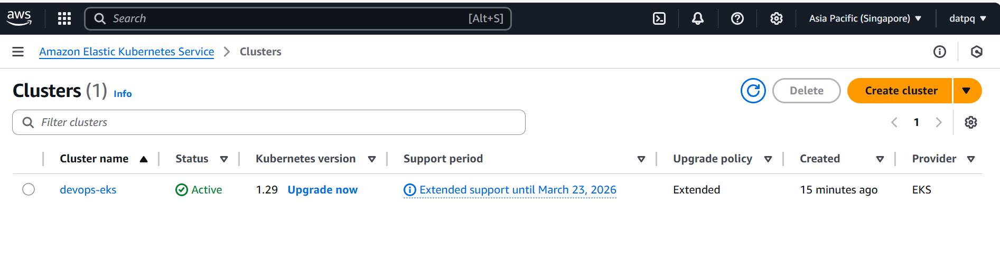 aws Search [Alt+S] Asia Pacific (Singapore) datpq
Amazon Elastic Kubernetes Service Clusters
Clusters (1) Info Delete Create cluster
Filter clusters 1
Cluster name Status Kubernetes version Support period Upgrade policy Created Provider
devops-eks Active 1.29 Upgrade now Extended support until March 23, 2026 Extended 15 minutes ago EKS